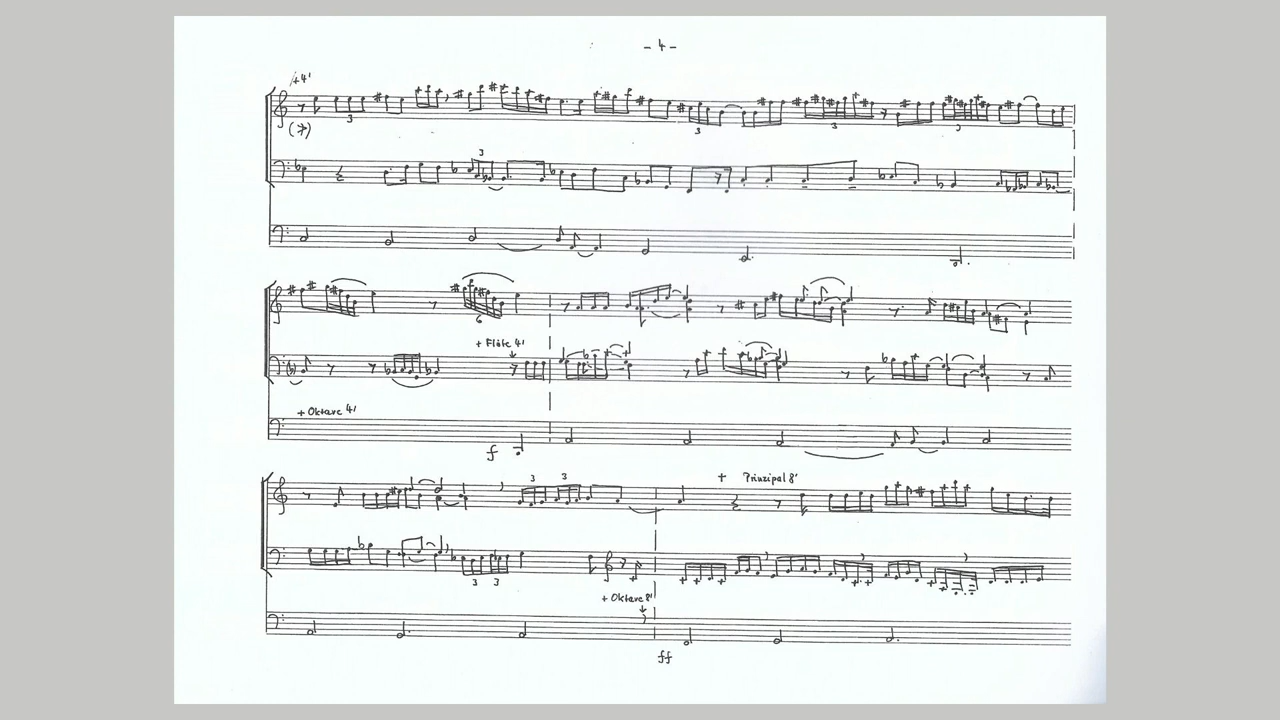 - 4 -
+4'
3
3
3
3
3
6
+ Flöte 4'
+ Oktave 4'
f
3 3
+ Prinzipal 8'
3 3
+ Oktave 8'
ff